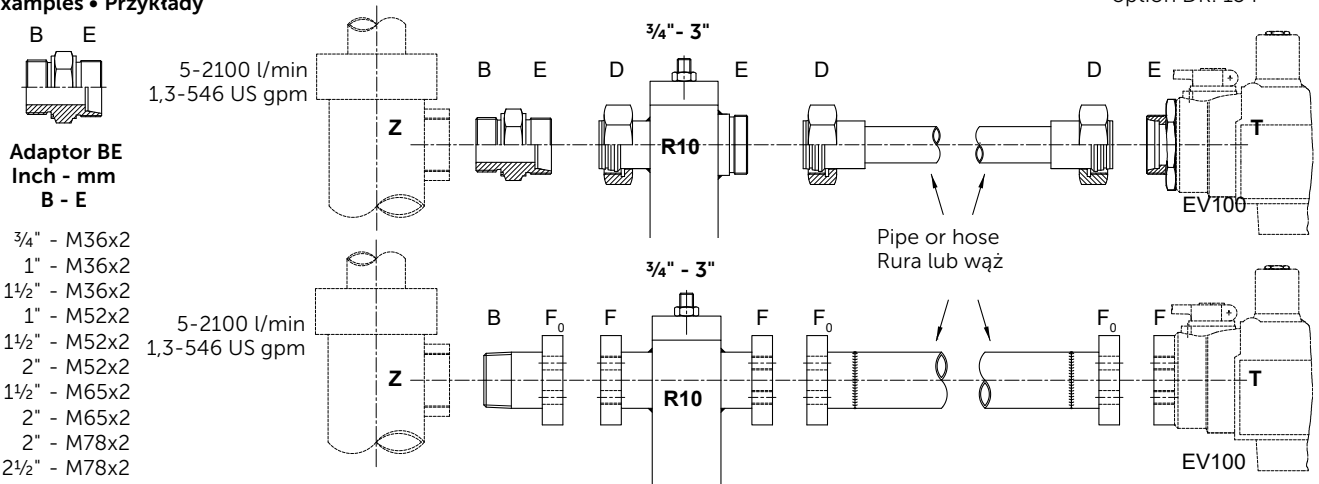 xamples • Przykłady
B E
Adaptor BE
Inch - mm
B - E
¾" - M36x2
1" - M36x2
1½" - M36x2
1" - M52x2
1½" - M52x2
2" - M52x2
1½" - M65x2
2" - M65x2
2" - M78x2
2½" - M78x2
5-2100 l/min
1,3-546 US gpm
Z
B E D
¾"- 3"
R10
E D
D E
T
EV100
Pipe or hose
Rura lub wąż
5-2100 l/min
1,3-546 US gpm
Z
B F0 F
¾" - 3"
R10
F F0
F0 F
T
EV100